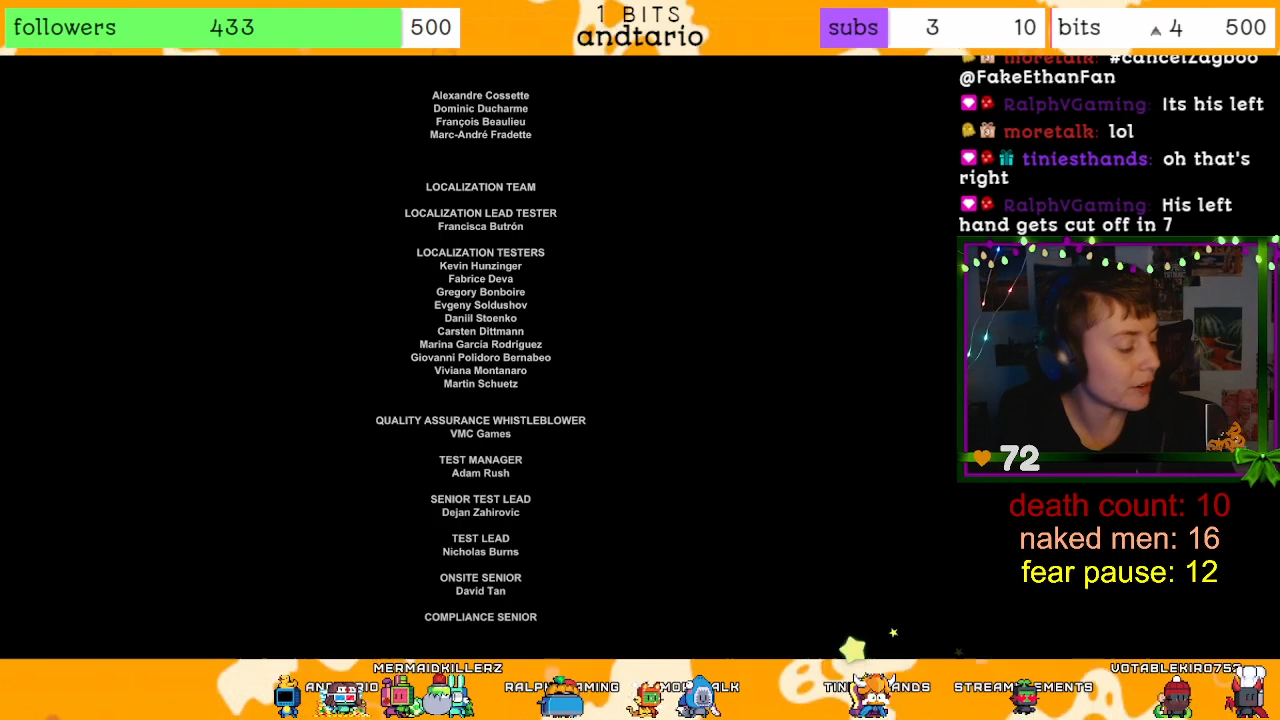 followers 433 500
1 BITS
andtario
subs 3 10
bits 4 500
Alexandre Cossette
Dominic Ducharme
François Beaulieu
Marc-André Fradette
LOCALIZATION TEAM
LOCALIZATION LEAD TESTER
Francisca Butrón
LOCALIZATION TESTERS
Kevin Hunzinger
Fabrice Deva
Gregory Bonboire
Evgeny Soldushov
Daniil Stoenko
Carsten Dittmann
Marina García Rodriguez
Giovanni Polidoro Bernabeo
Viviana Montanaro
Martin Schuetz
QUALITY ASSURANCE WHISTLEBLOWER
VMC Games
TEST MANAGER
Adam Rush
SENIOR TEST LEAD
Dejan Zahirovic
TEST LEAD
Nicholas Burns
ONSITE SENIOR
David Tan
COMPLIANCE SENIOR
moretalk: #cancelZagboo
@FakeEthanFan
RalphVGaming: Its his left
moretalk: lol
tiniesthands: oh that's
right
RalphVGaming: His left
hand gets cut off in 7
72
death count: 10
naked men: 16
fear pause: 12
MERMAIDKILLERZ